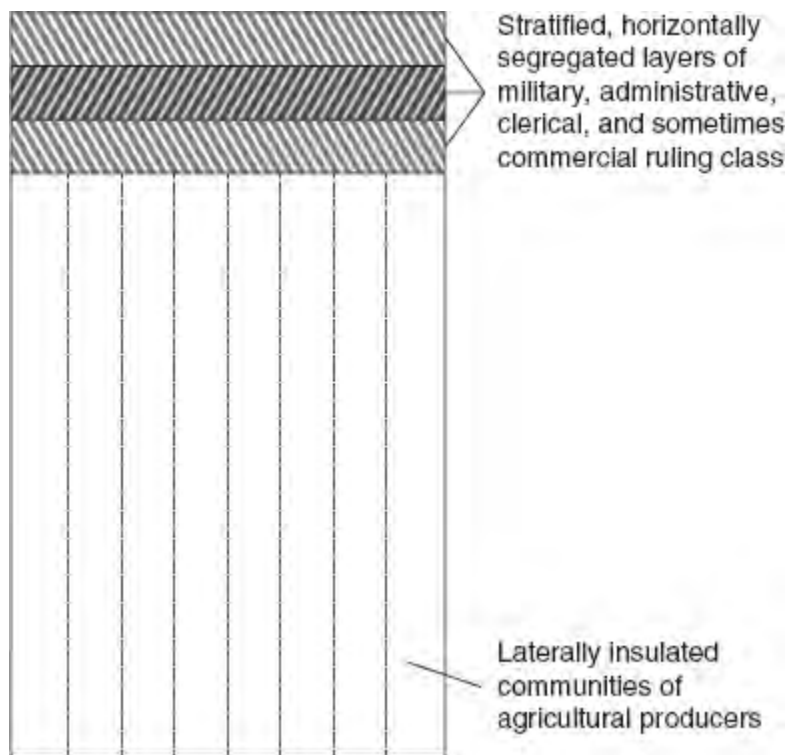 Stratified, horizontally
segregated layers of
military, administrative,
clerical, and sometimes
commercial ruling class
Laterally insulated
communities of
agricultural producers